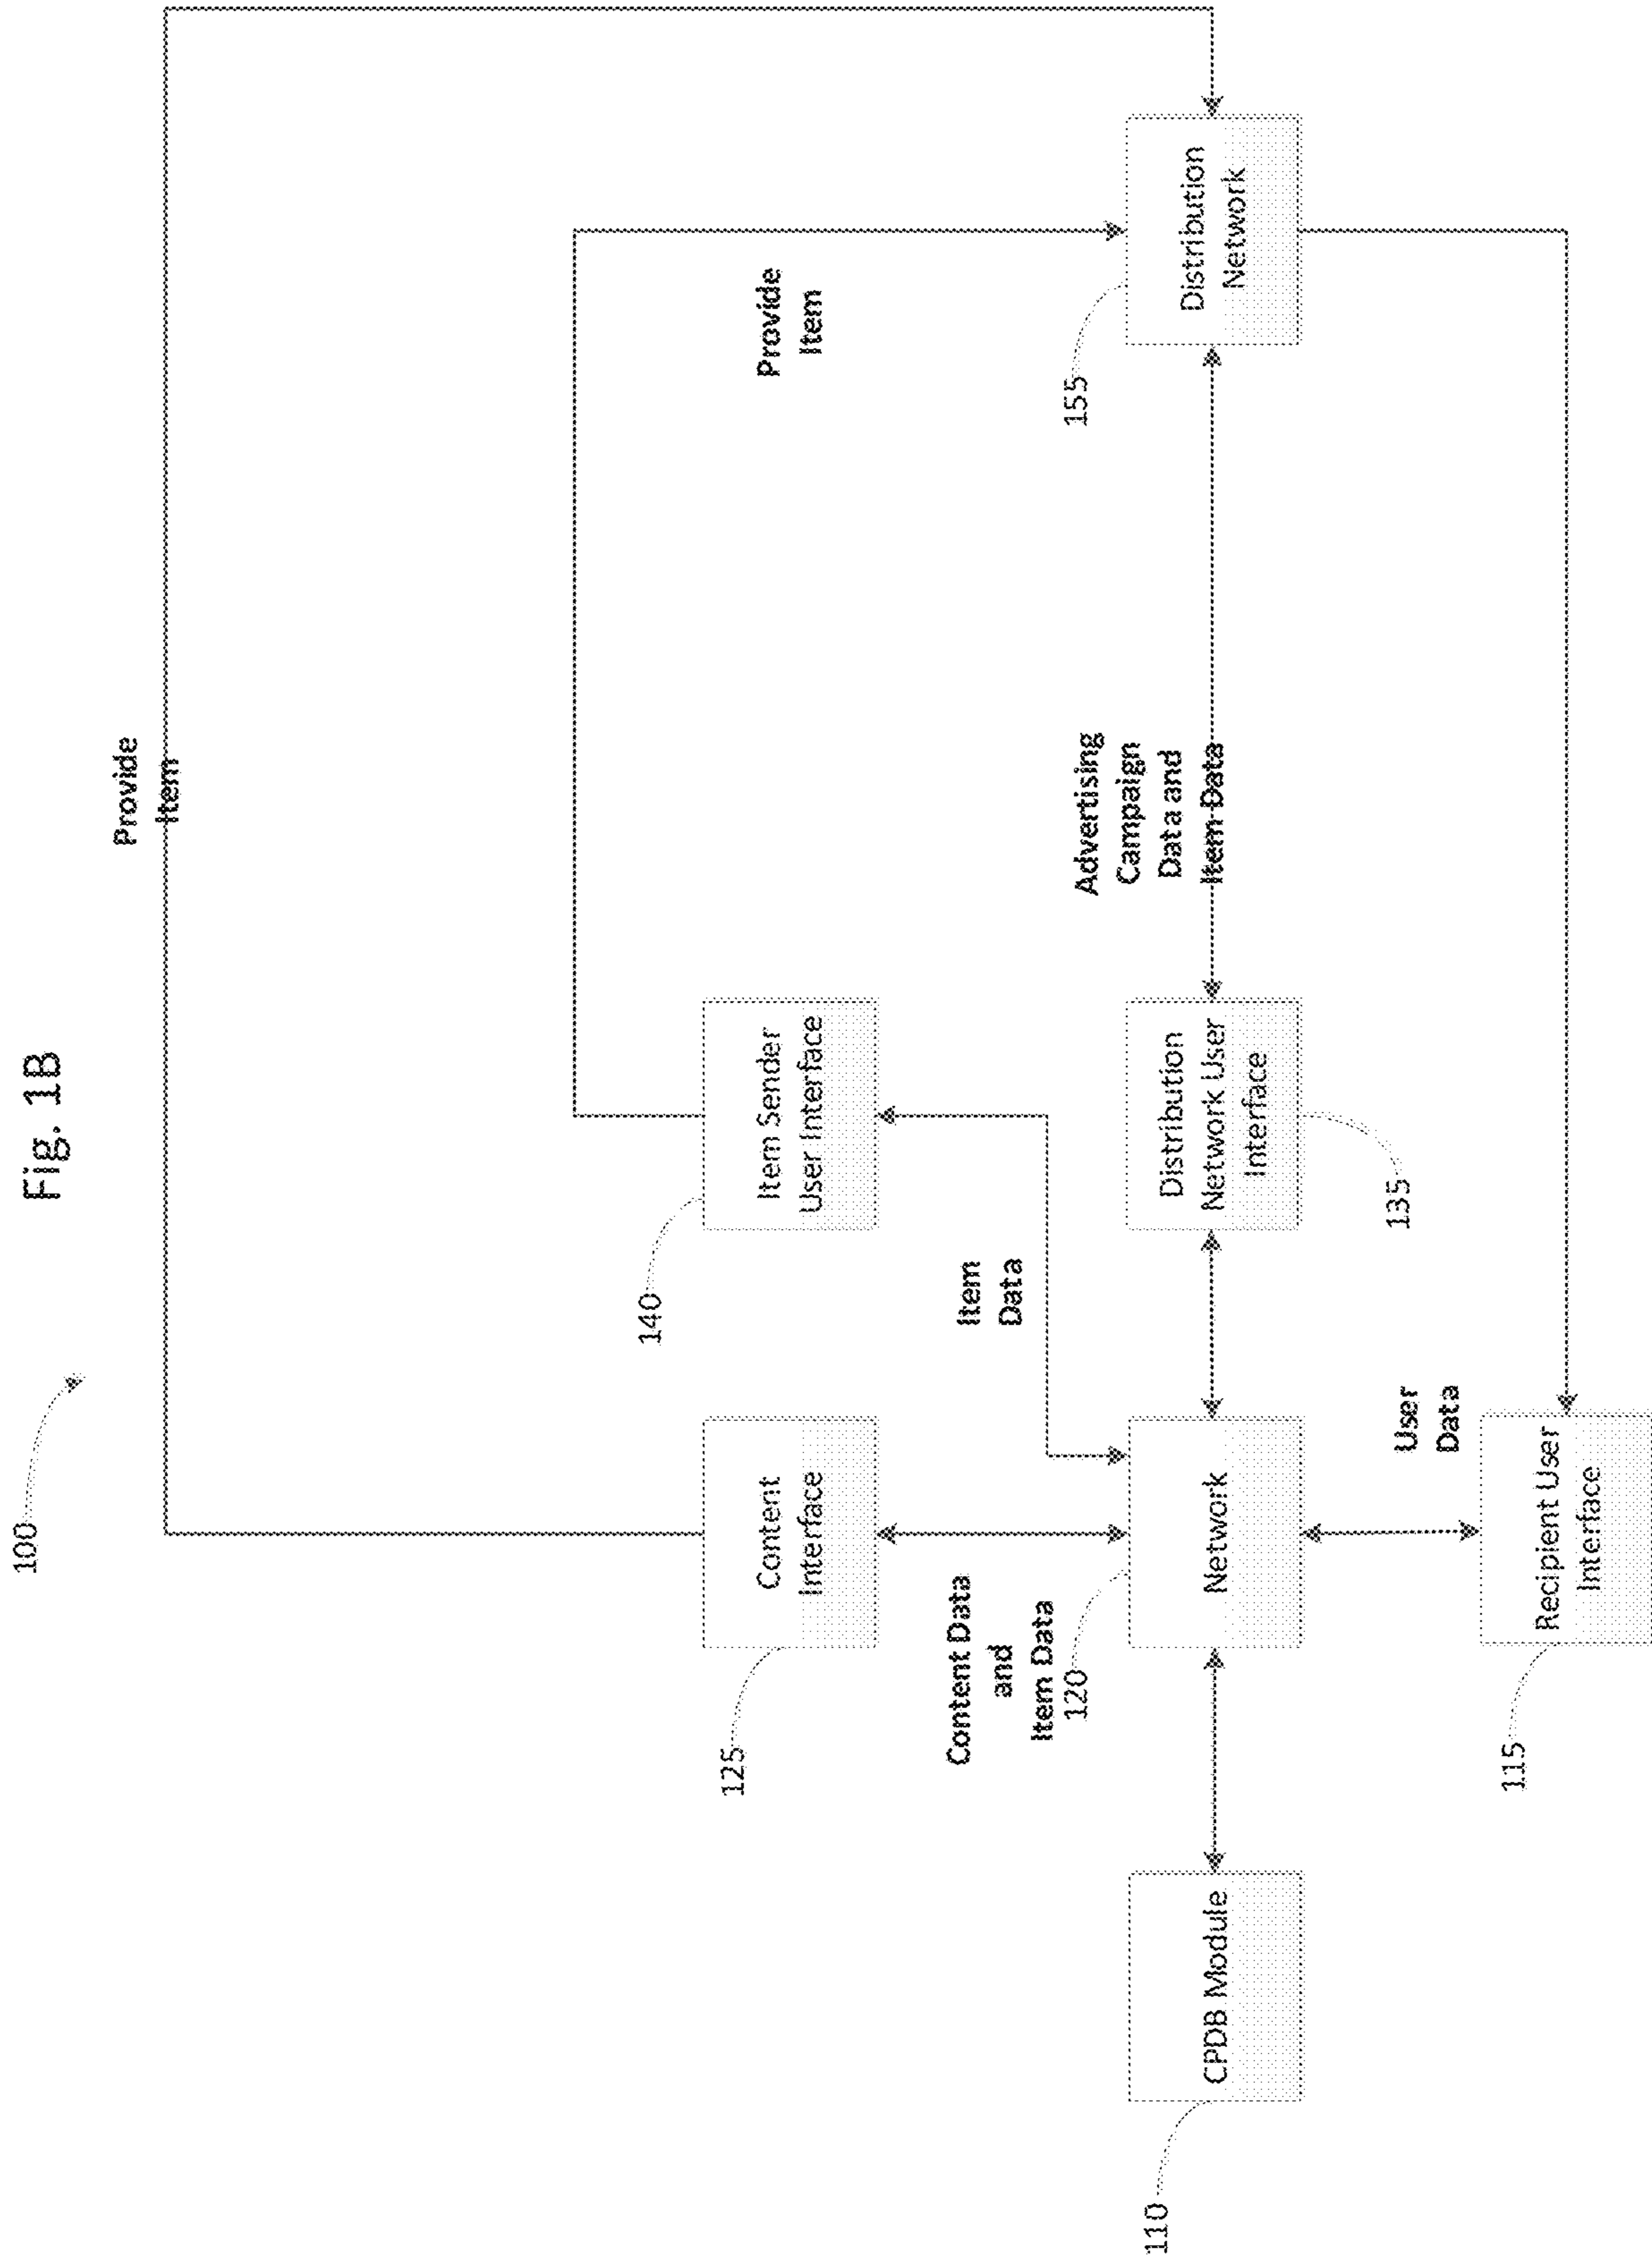 Fig. 1B
100
Provide
Item
125
Content
Interface
140
Item Sender
User Interface
Provide
Item
Content Data
and
Item Data
Item
Data
120
Advertising
Campaign
Data and
Item Data
155
110
CPDB Module
Network
Distribution
Network User
Interface
Distribution
Network
135
User
Data
115
Recipient User
Interface